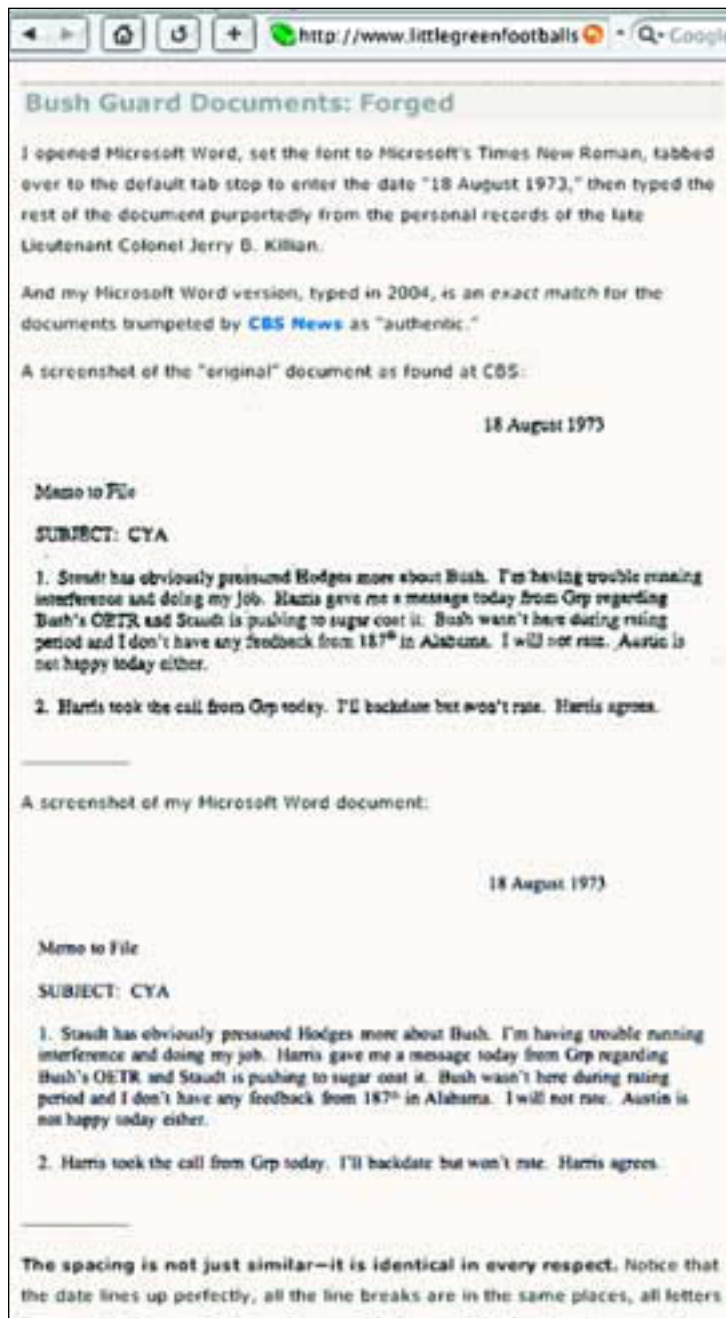 http://www.littlegreenfootballs Q- Google
Bush Guard Documents: Forged
I opened Microsoft Word, set the font to Microsoft's Times New Roman, tabbed
over to the default tab stop to enter the date "18 August 1973," then typed the
rest of the document purportedly from the personal records of the late
Lieutenant Colonel Jerry B. Killian.
And my Microsoft Word version, typed in 2004, is an exact match for the
documents trumpeted by CBS News as "authentic."
A screenshot of the "original" document as found at CBS:
18 August 1973
Memo to File
SUBJECT: CYA
1. Staudt has obviously pressured Hodges more about Bush. I'm having trouble running
interference and doing my job. Harris gave me a message today from Grp regarding
Bush's OETR and Staudt is pushing to sugar coat it. Bush wasn't here during rating
period and I don't have any feedback from 187th in Alabama. I will not rate. Austin is
not happy today either.
2. Harris took the call from Grp today. I'll backdate but won't rate. Harris agrees.
A screenshot of my Microsoft Word document:
18 August 1973
Memo to File
SUBJECT: CYA
1. Staudt has obviously pressured Hodges more about Bush. I'm having trouble running
interference and doing my job. Harris gave me a message today from Grp regarding
Bush's OETR and Staudt is pushing to sugar coat it. Bush wasn't here during rating
period and I don't have any feedback from 187th in Alabama. I will not rate. Austin is
not happy today either.
2. Harris took the call from Grp today. I'll backdate but won't rate. Harris agrees.
The spacing is not just similar—it is identical in every respect. Notice that
the date lines up perfectly, all the line breaks are in the same places, all letters